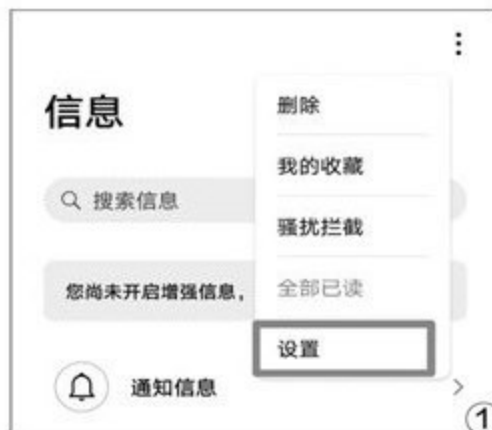 信息
删除
我的收藏
搜索信息
骚扰拦截
您尚未开启增强信息，
全部已读
设置
通知信息
①